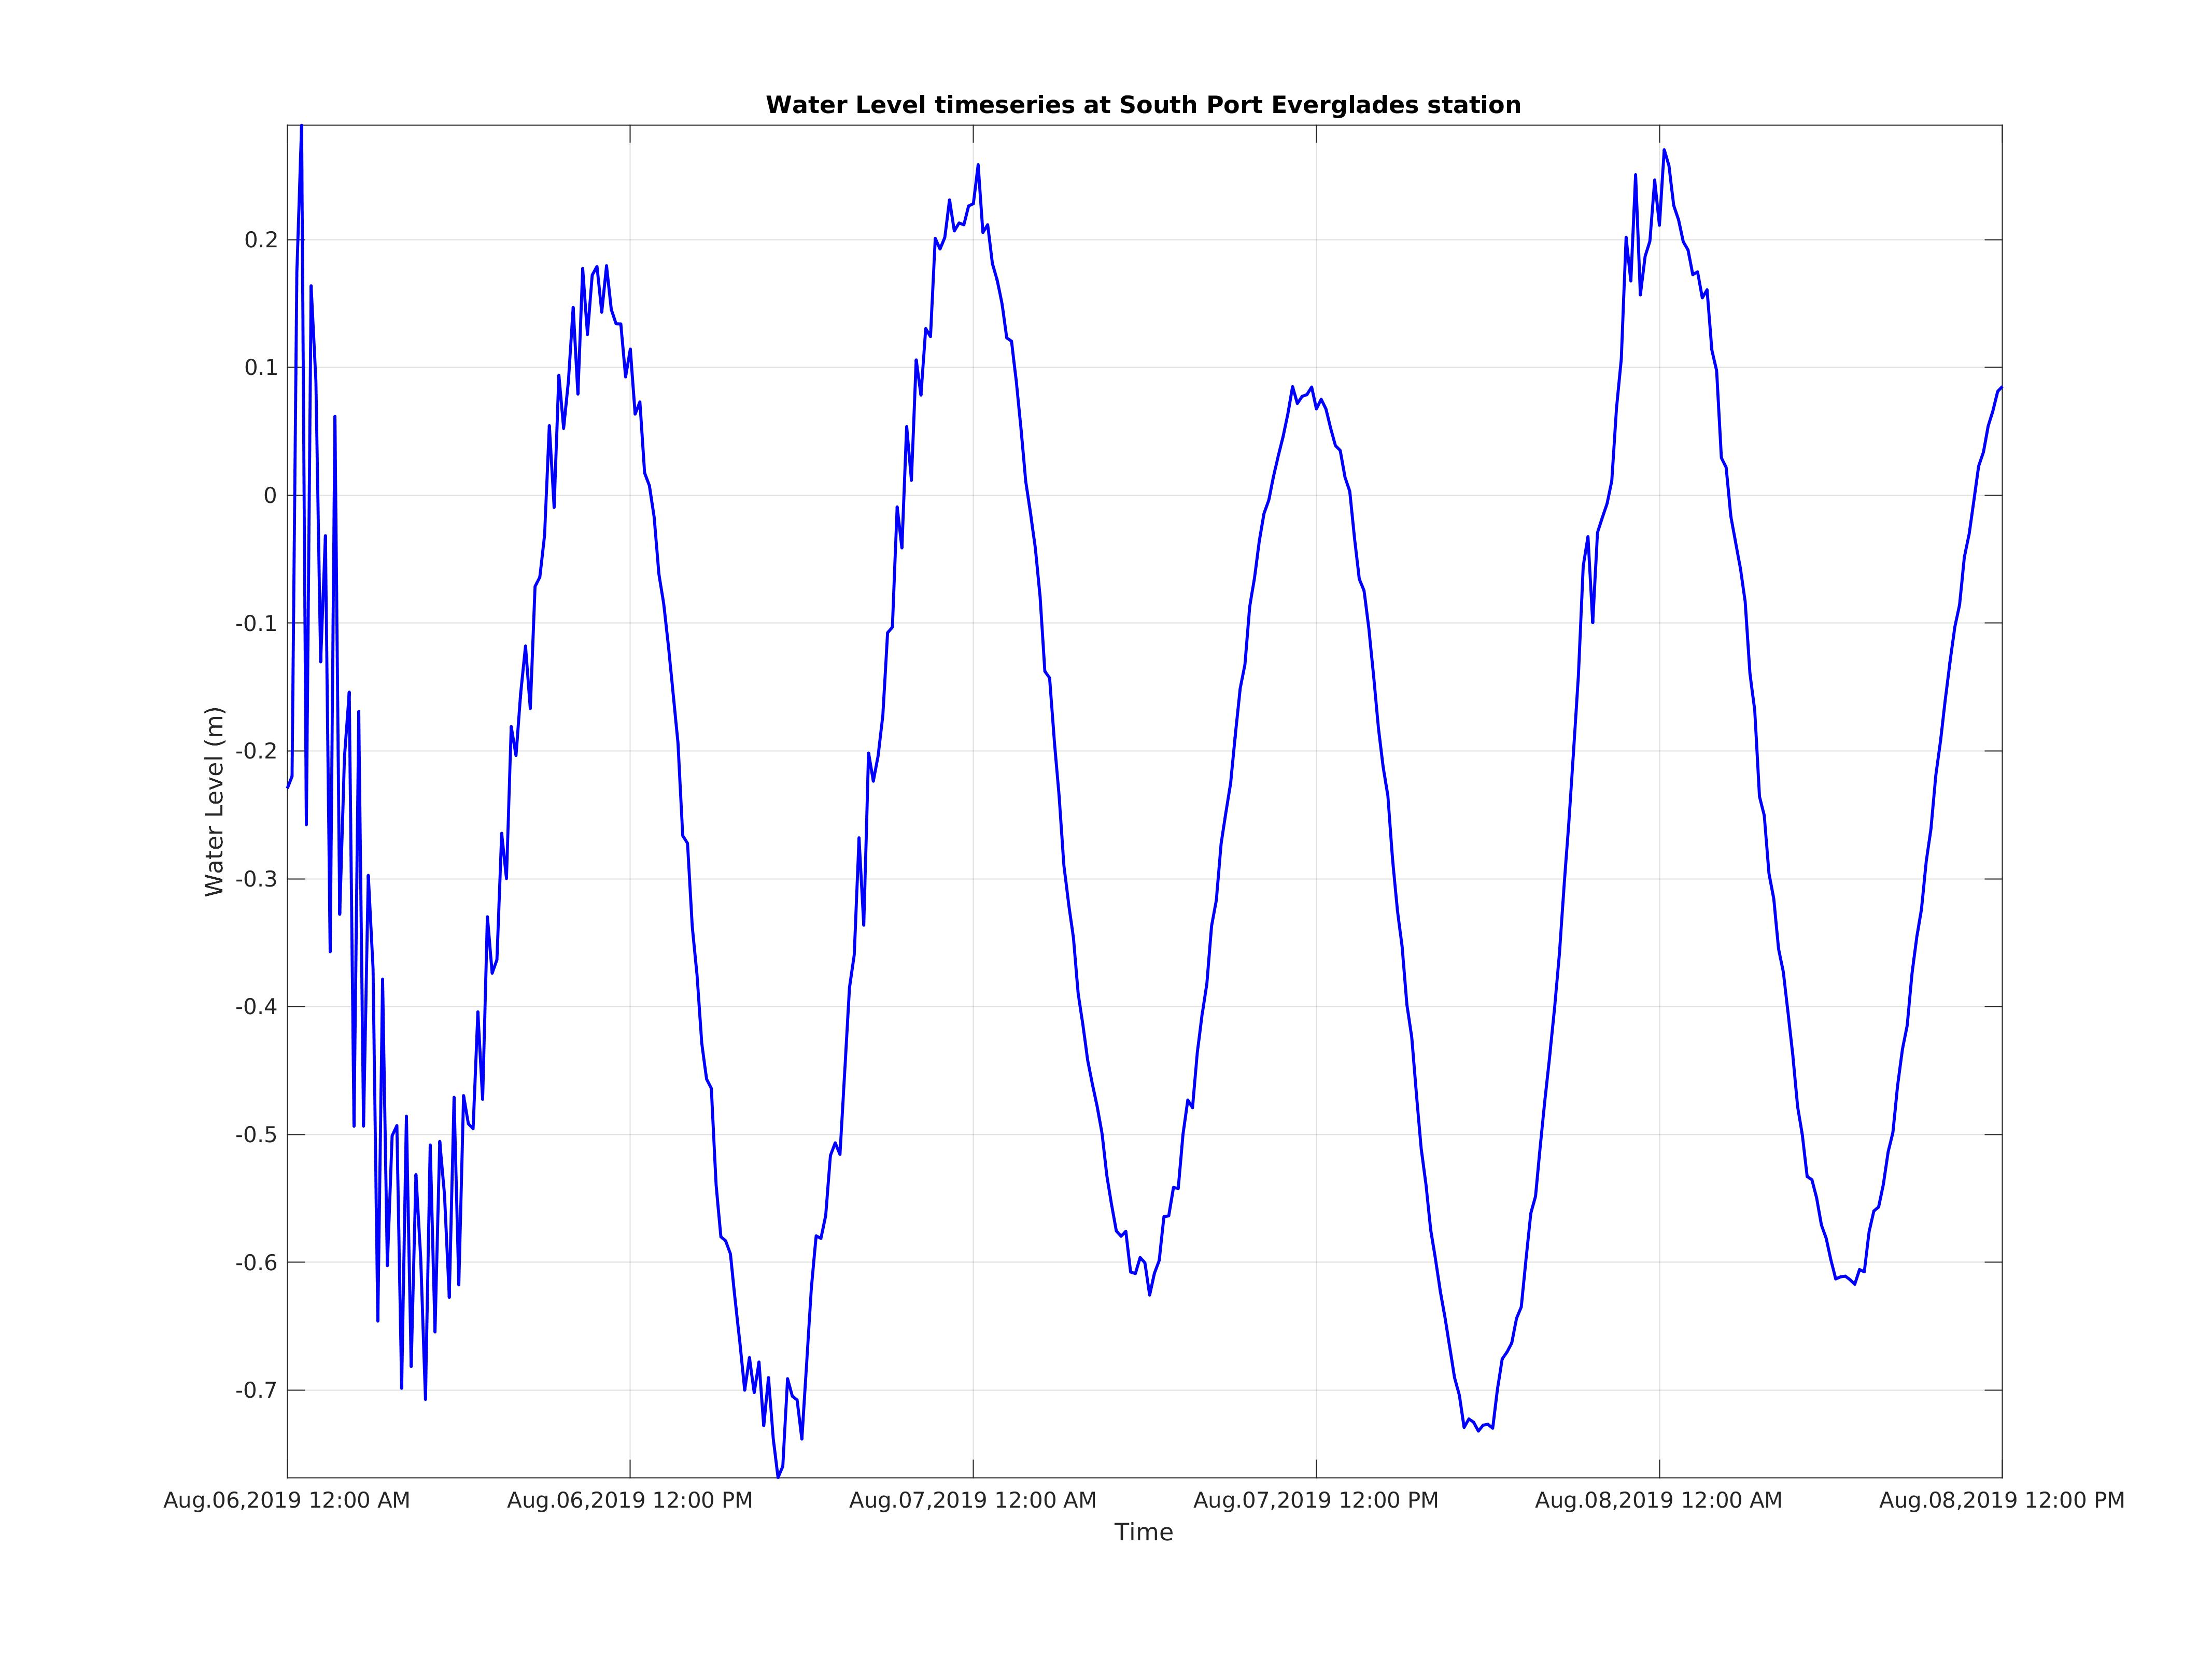 Water Level timeseries at South Port Everglades station
0.2
0.1
0
-0.1
-0.2
-0.3
-0.4
-0.5
-0.6
-0.7
Water Level (m)
Aug.06,2019 12:00 AM
Aug.06,2019 12:00 PM
Aug.07,2019 12:00 AM
Aug.07,2019 12:00 PM
Aug.08,2019 12:00 AM
Aug.08,2019 12:00 PM
Time